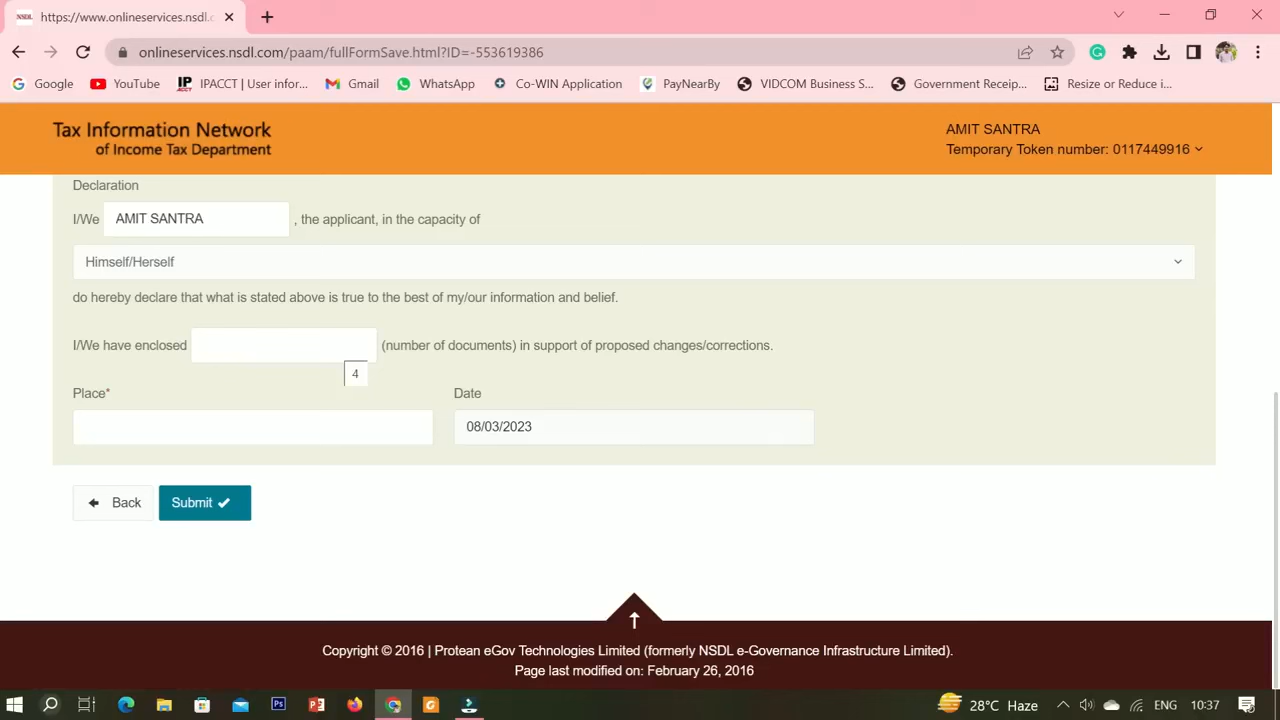 https://www.onlineservices.nsdl.c
onlineservices.nsdl.com/paam/fullFormSave.html?ID=-553619386
Google YouTube IPACCT | User infor... Gmail WhatsApp Co-WIN Application PayNearBy VIDCOM Business S... Government Receip... Resize or Reduce i...
Tax Information Network
of Income Tax Department
AMIT SANTRA
Temporary Token number: 0117449916
Declaration
I/We AMIT SANTRA , the applicant, in the capacity of
Himself/Herself
do hereby declare that what is stated above is true to the best of my/our information and belief.
I/We have enclosed (number of documents) in support of proposed changes/corrections.
4
Place* Date
08/03/2023
Back Submit
Copyright © 2016 | Protean eGov Technologies Limited (formerly NSDL e-Governance Infrastructure Limited).
Page last modified on: February 26, 2016
28°C Haze ENG 10:37